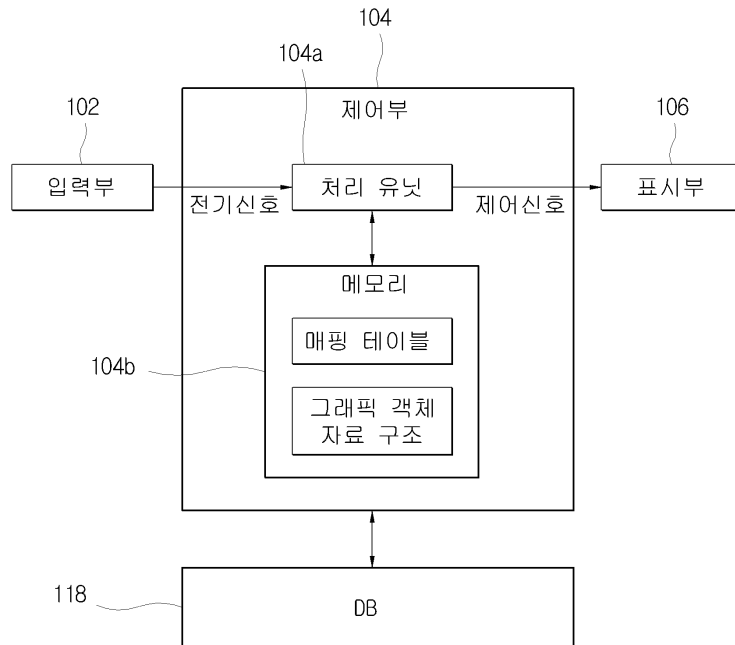 104
104a
제어부
102
106
입력부
처리 유닛
표시부
전기신호
제어신호
메모리
매핑 테이블
104b
그래픽 객체
자료 구조
118
DB